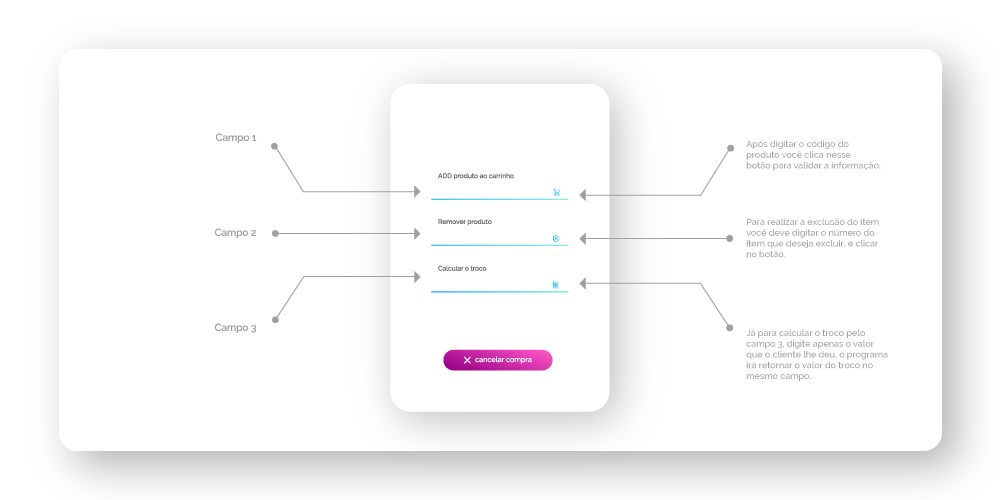 Campo 1
Campo 2
Campo 3
ADD produto ao carrinho
Remover produto
Calcular o troco
cancelar compra
Após digitar o código do
produto você clica nesse
botão para validar a informação.
Para realizar a exclusão do item
você deve digitar o número do
item que deseja excluir, e clicar
no botão.
Já para calcular o troco pelo
campo 3, digite apenas o valor
que o cliente lhe deu, o programa
irá retornar o valor do troco no
mesmo campo.